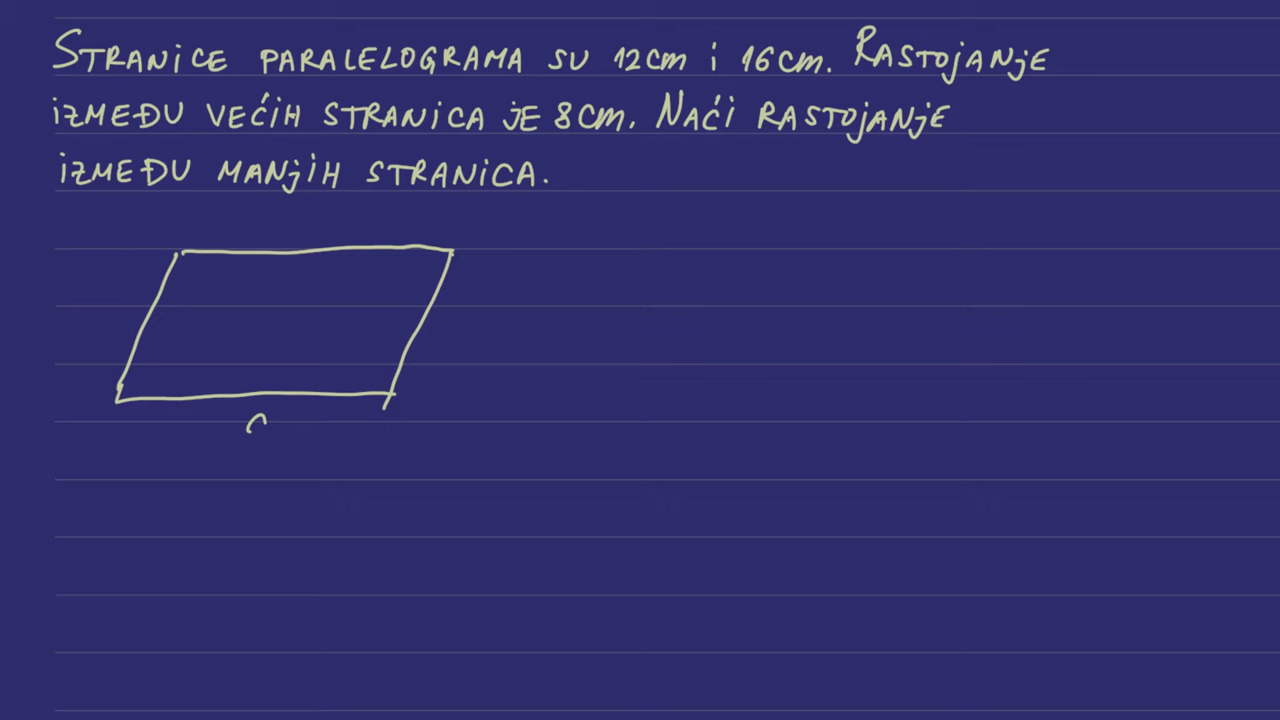 STRANICE PARALELOGRAMA SU 12cm i 16cm. RASTOJANJE
IZMEĐU VEĆIH STRANICA JE 8cm. NAĆI RASTOJANJE
IZMEĐU MANJIH STRANICA.